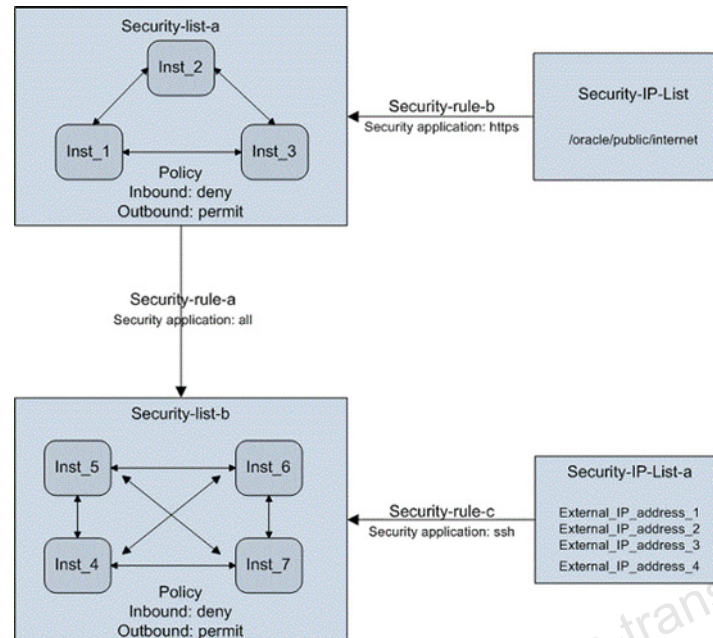 Security-list-a
Inst_2
Inst_1
Inst_3
Policy
Inbound: deny
Outbound: permit
Security-rule-b
Security application: https
Security-IP-List
/oracle/public/internet
Security-rule-a
Security application: all
Security-list-b
Inst_5
Inst_6
Inst_4
Inst_7
Policy
Inbound: deny
Outbound: permit
Security-rule-c
Security application: ssh
Security-IP-List-a
External_IP_address_1
External_IP_address_2
External_IP_address_3
External_IP_address_4